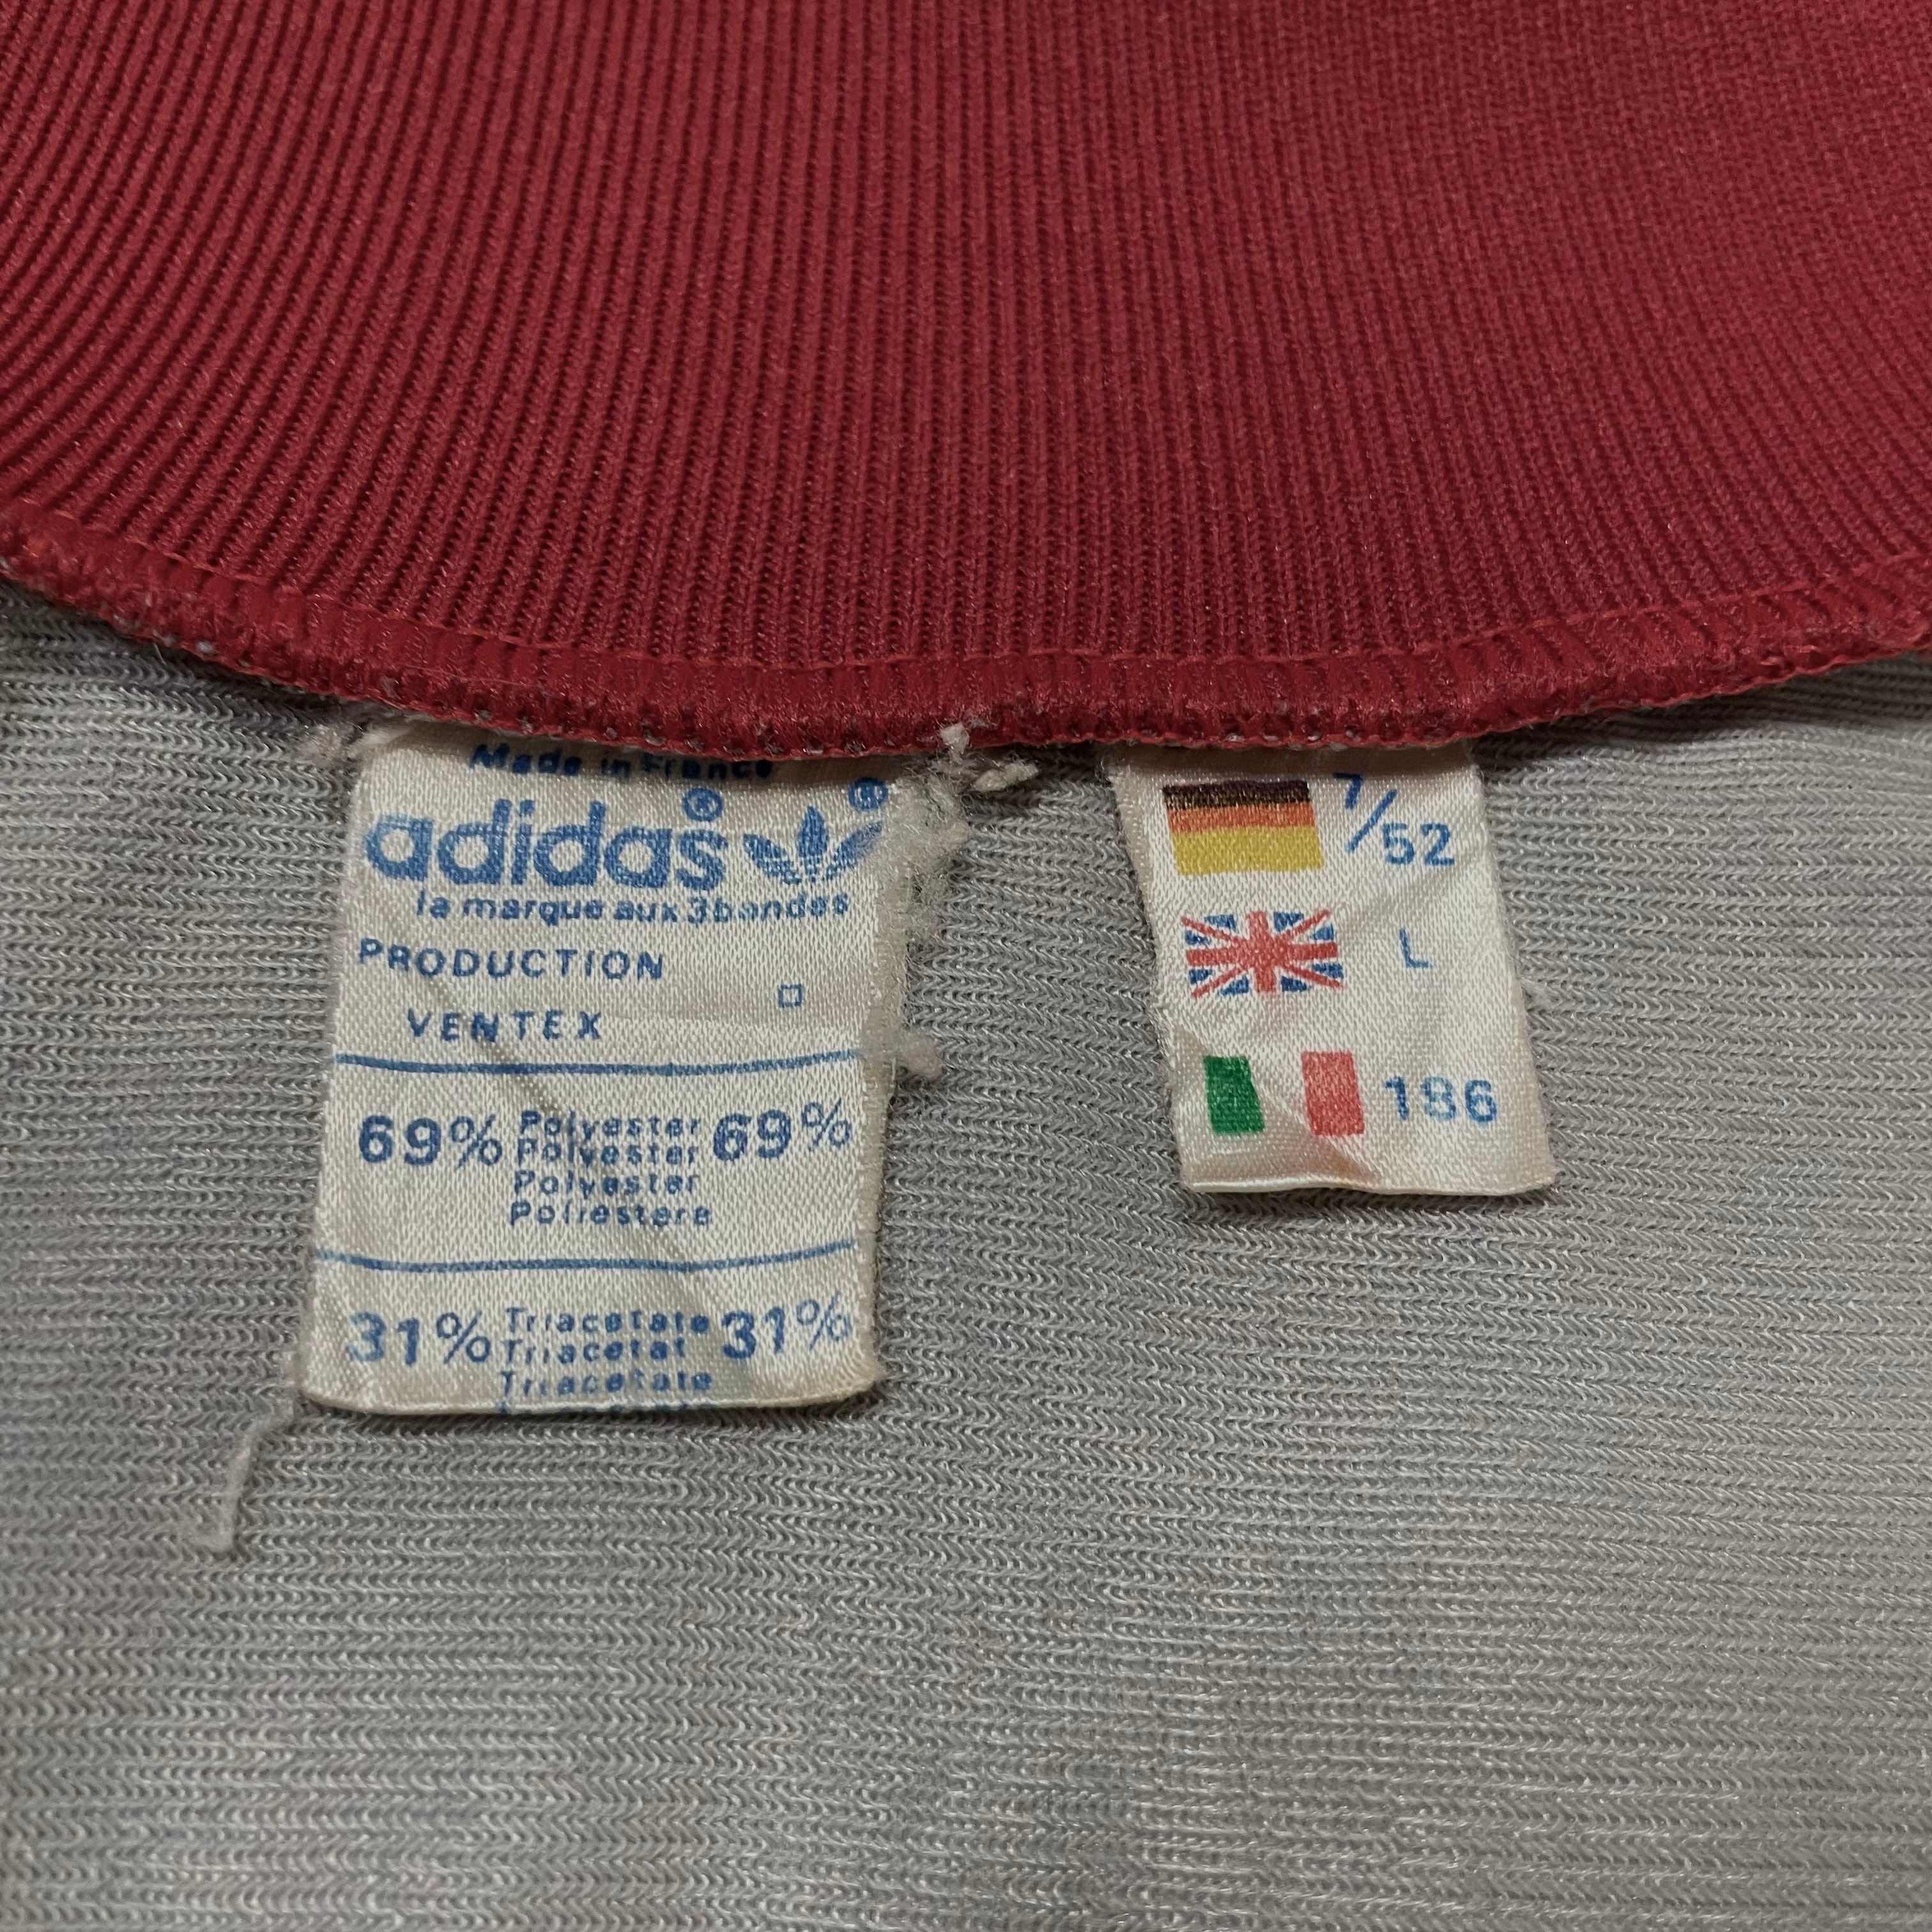 Made in France
adidas®
®
la marque aux 3 bandes
PRODUCTION
VENTEX
69% Polyester 69%
Polyester
Polyester
Poliestere
31% Triacetate 31%
Triacetat
Triacetate
7/52
L
186